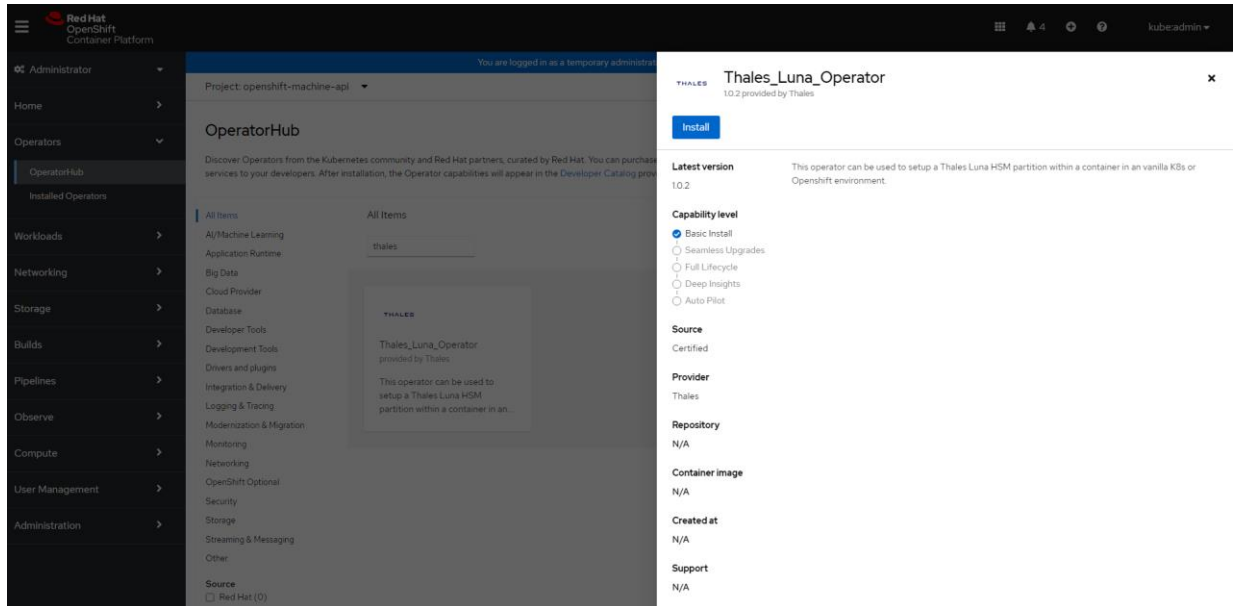 Red Hat
OpenShift
Container Platform
4
kube:admin
Administrator
Home
Operators
OperatorHub
Installed Operators
Workloads
Networking
Storage
Builds
Pipelines
Observe
Compute
User Management
Administration
You are logged in as a temporary administrat
Project: openshift-machine-api
OperatorHub
Discover Operators from the Kubernetes community and Red Hat partners, curated by Red Hat. You can purchase
services to your developers. After installation, the Operator capabilities will appear in the Developer Catalog prov
All Items
AI/Machine Learning
Application Runtime
Big Data
Cloud Provider
Database
Developer Tools
Development Tools
Drivers and plugins
Integration & Delivery
Logging & Tracing
Modernization & Migration
Monitoring
Networking
OpenShift Optional
Security
Storage
Streaming & Messaging
Other
Source
Red Hat (0)
All Items
thales
THALES
Thales_Luna_Operator
provided by Thales
This operator can be used to
setup a Thales Luna HSM
partition within a container in an...
THALES
Thales_Luna_Operator
1.0.2 provided by Thales
Install
Latest version
1.0.2
Capability level
Basic Install
Seamless Upgrades
Full Lifecycle
Deep Insights
Auto Pilot
Source
Certified
Provider
Thales
Repository
N/A
Container image
N/A
Created at
N/A
Support
N/A
This operator can be used to setup a Thales Luna HSM partition within a container in an vanilla K8s or
Openshift environment.